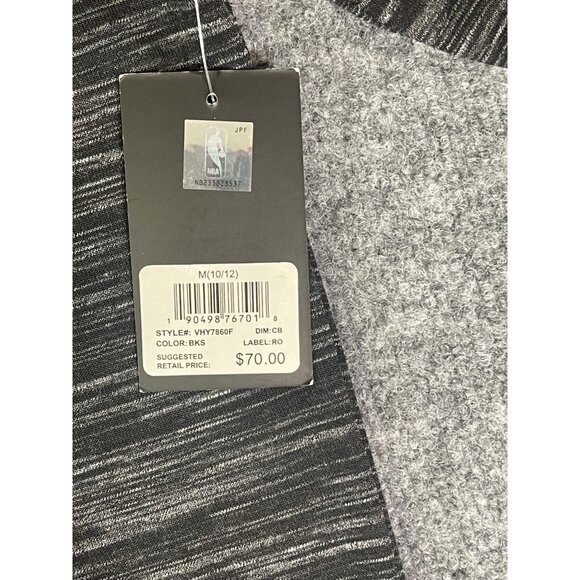 JPF
NBA
NB233828537
M(10/12)
1 90498 76701 8
STYLE#: VHY7860F DIM:CB
COLOR:BKS LABEL:RO
SUGGESTED
RETAIL PRICE: $70.00